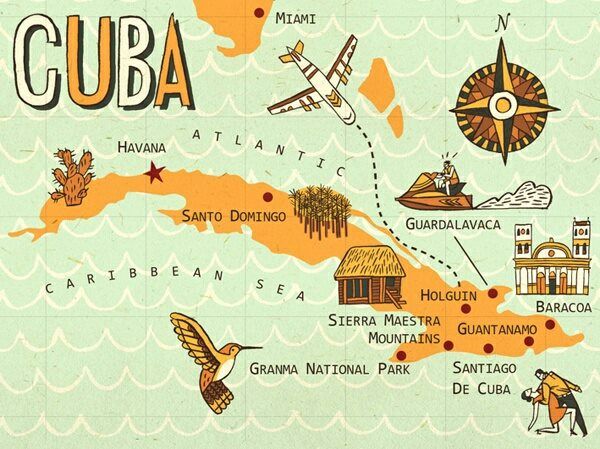 CUBA
MIAMI
N
HAVANA
ATLANTIC
SANTO DOMINGO
GUARDALAVACA
CARIBBEAN SEA
HOLGUIN
BARACOA
SIERRA MAESTRA
MOUNTAINS
GUANTANAMO
GRANMA NATIONAL PARK
SANTIAGO
DE CUBA